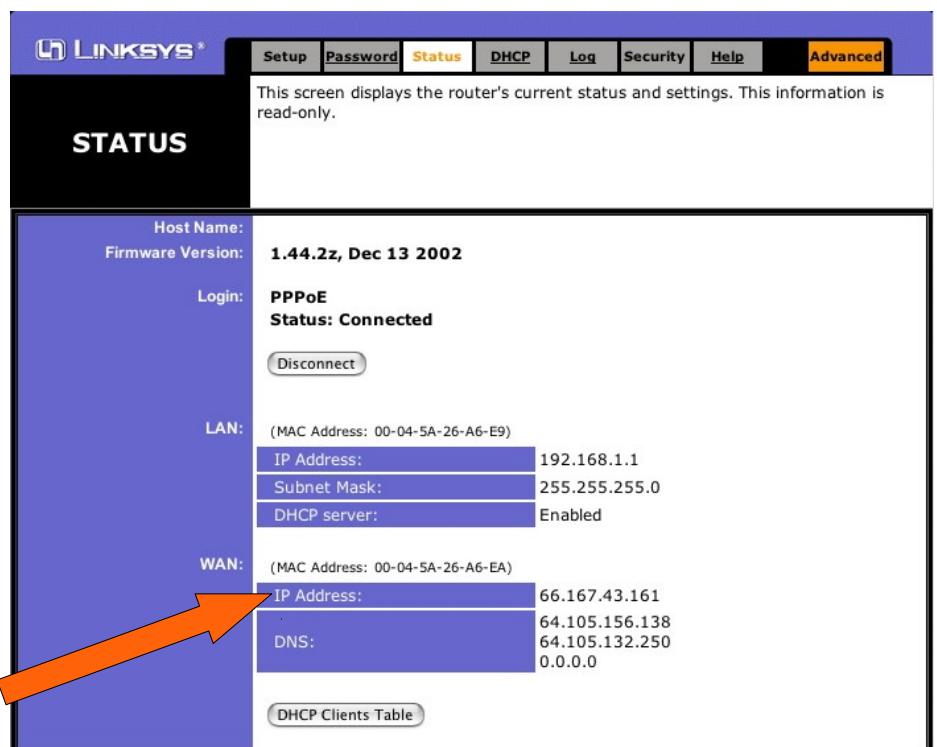 LINKSYS®
Setup Password Status DHCP Log Security Help Advanced
STATUS
This screen displays the router's current status and settings. This information is
read-only.
Host Name:
Firmware Version: 1.44.2z, Dec 13 2002
Login: PPPoE
Status: Connected
Disconnect
LAN: (MAC Address: 00-04-5A-26-A6-E9)
IP Address: 192.168.1.1
Subnet Mask: 255.255.255.0
DHCP server: Enabled
WAN: (MAC Address: 00-04-5A-26-A6-EA)
IP Address: 66.167.43.161
DNS: 64.105.156.138
64.105.132.250
0.0.0.0
DHCP Clients Table